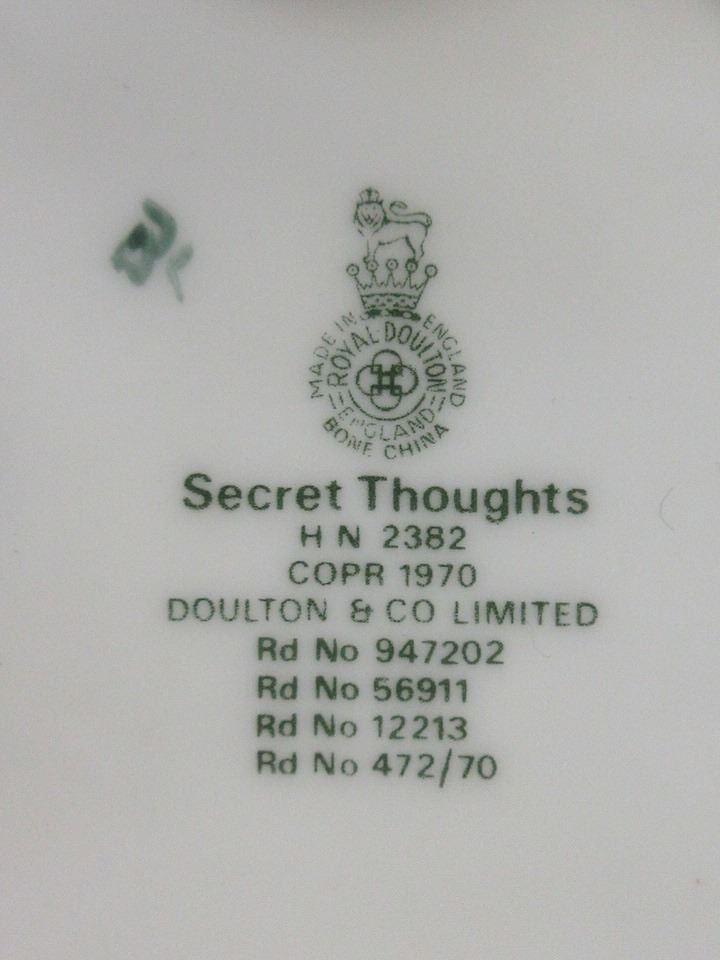 MADE IN ENGLAND
ROYAL DOULTON
ENGLAND
BONE CHINA
Secret Thoughts
H N 2382
COPR 1970
DOULTON & CO LIMITED
Rd No 947202
Rd No 56911
Rd No 12213
Rd No 472/70